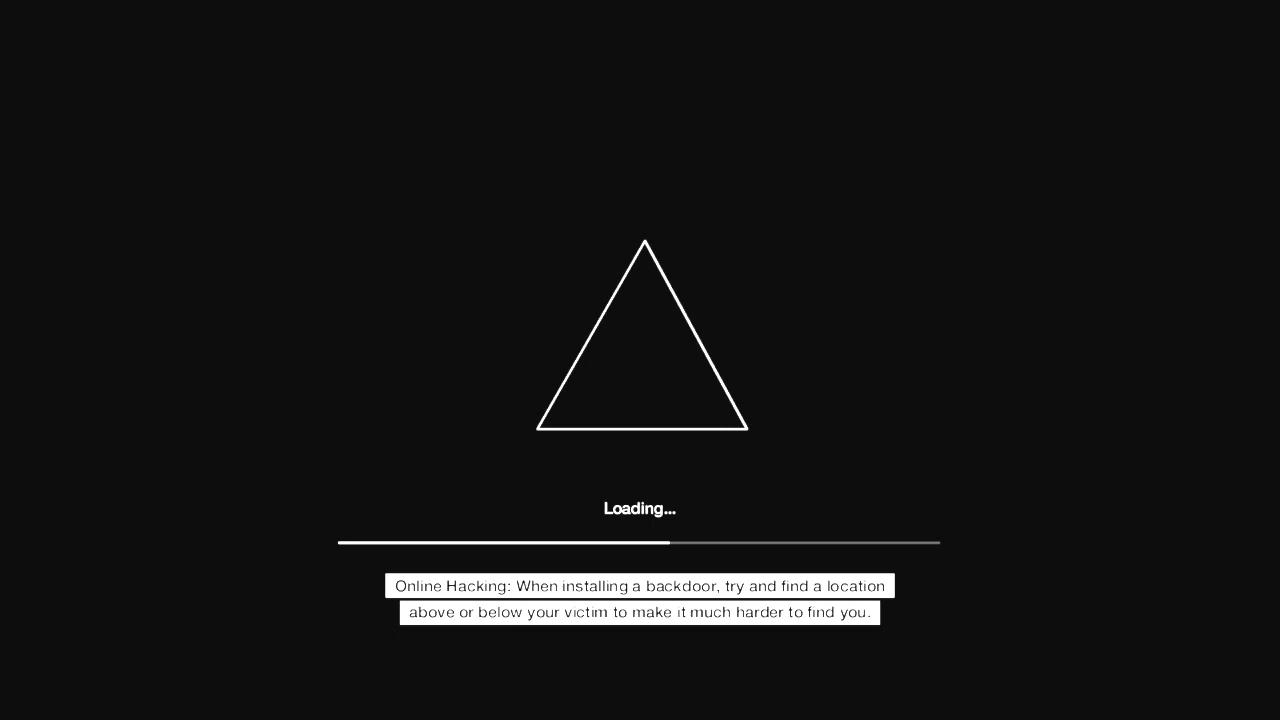 Loading...
Online Hacking: When installing a backdoor, try and find a location
above or below your victim to make it much harder to find you.